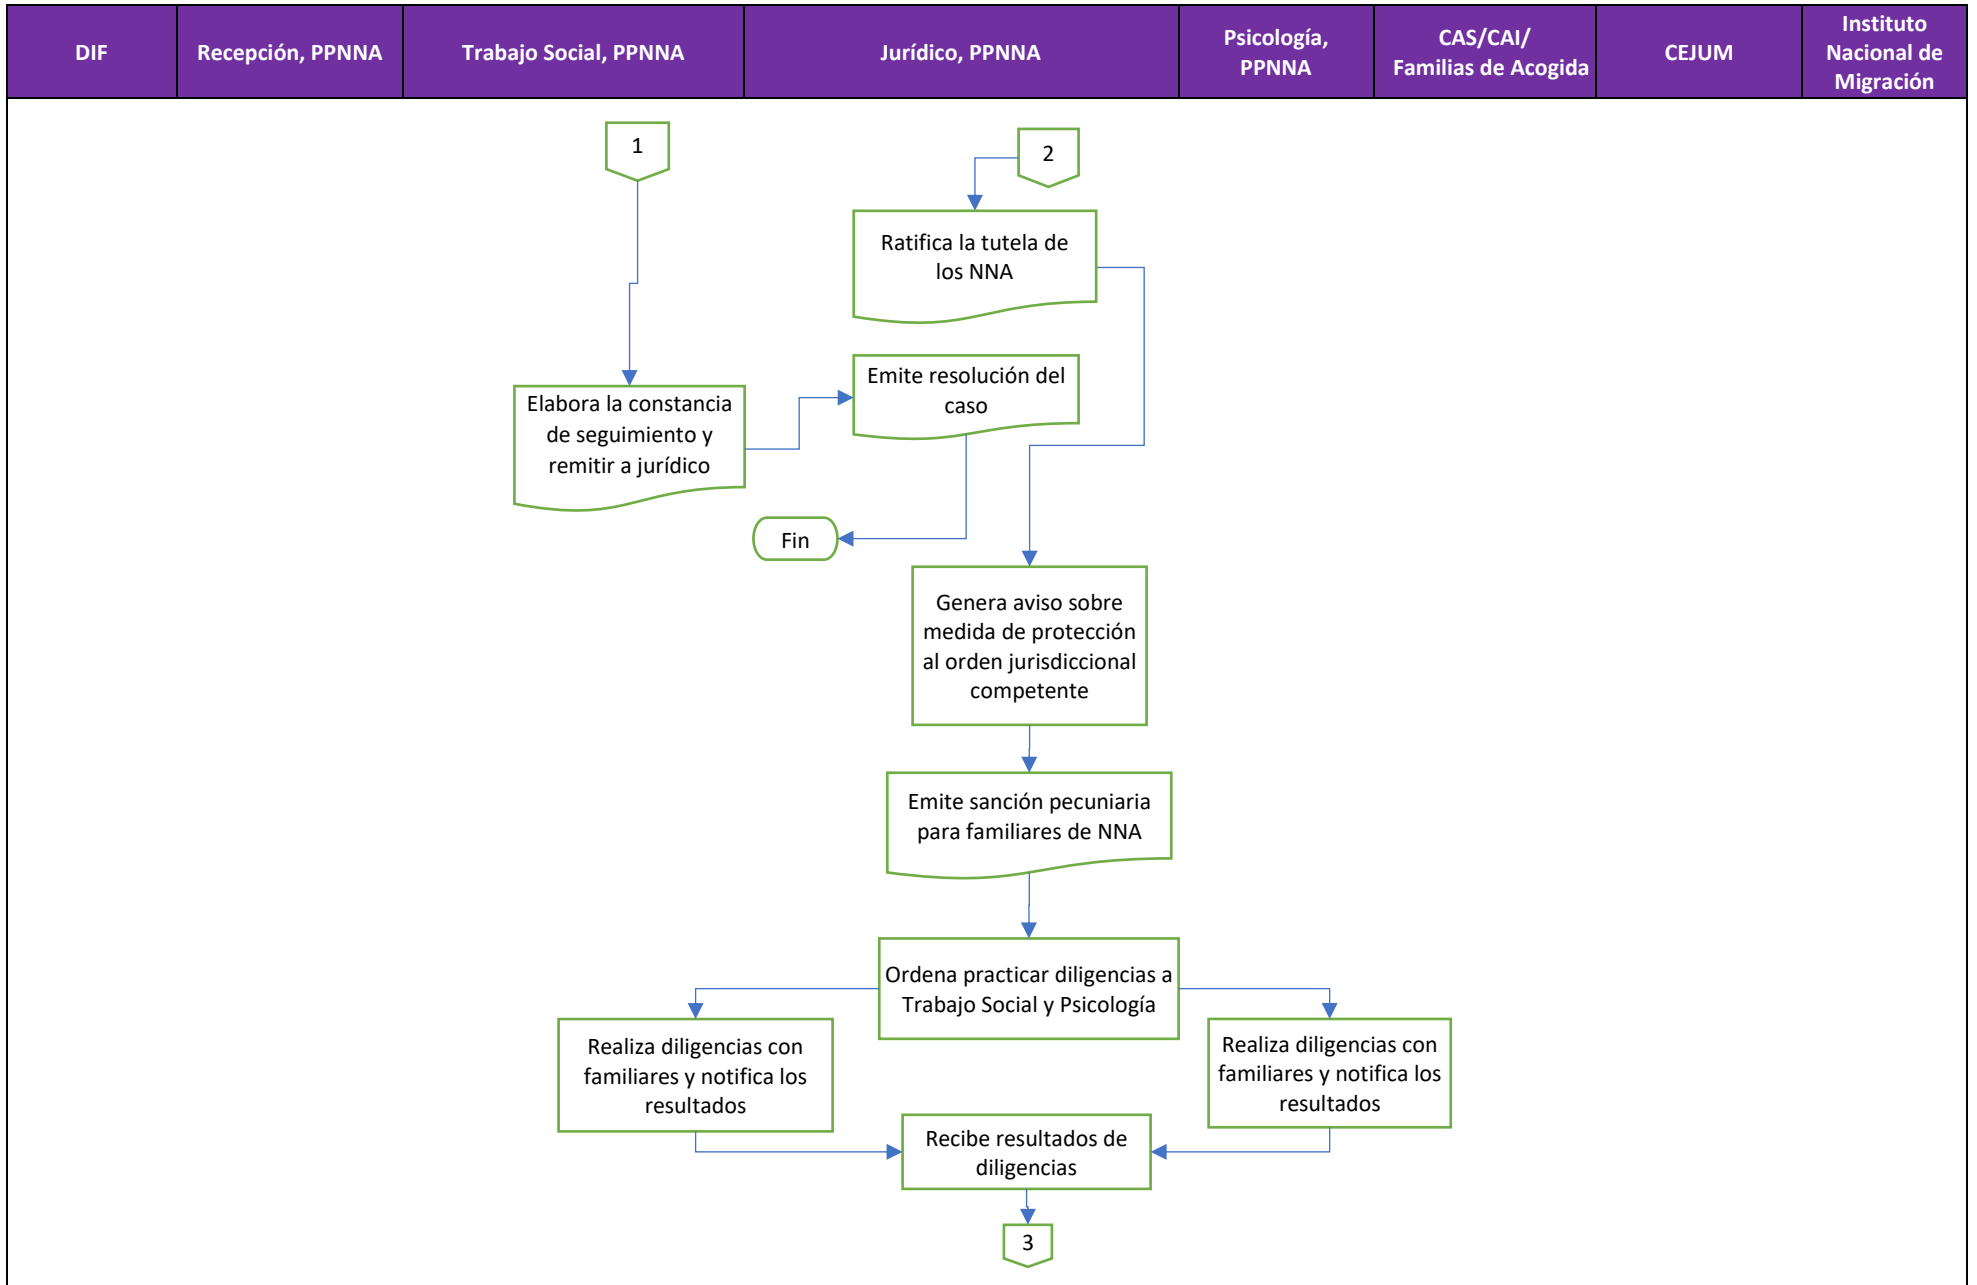 DIF
Recepción, PPNNA
Trabajo Social, PPNNA
Jurídico, PPNNA
Psicología,
PPNNA
CAS/CAI/
Familias de Acogida
CEJUM
Instituto
Nacional de
Migración
1
2
Ratifica la tutela de
los NNA
Emite resolución del
caso
Elabora la constancia
de seguimiento y
remitir a jurídico
Fin
Genera aviso sobre
medida de protección
al orden jurisdiccional
competente
Emite sanción pecuniaria
para familiares de NNA
Ordena practicar diligencias a
Trabajo Social y Psicología
Realiza diligencias con
familiares y notifica los
resultados
Realiza diligencias con
familiares y notifica los
resultados
Recibe resultados de
diligencias
3